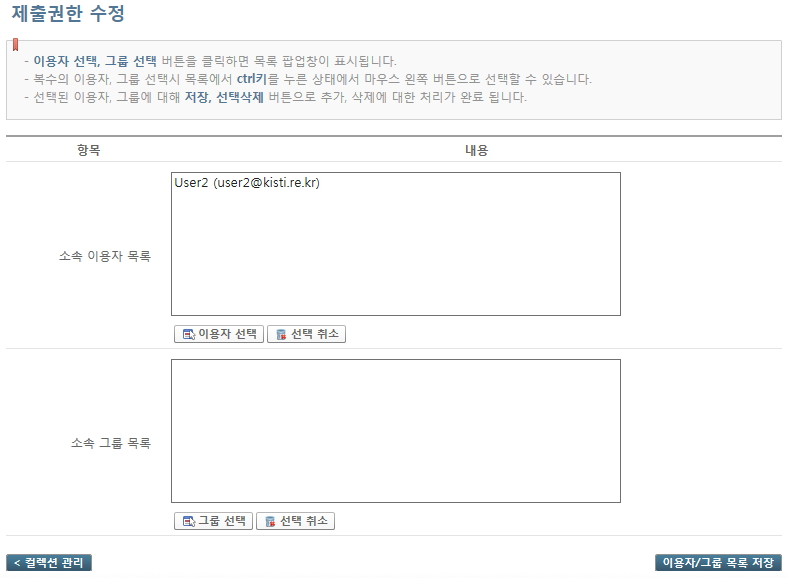 제출권한 수정
- 이용자 선택, 그룹 선택 버튼을 클릭하면 목록 팝업창이 표시됩니다.
- 복수의 이용자, 그룹 선택시 목록에서 ctrl키를 누른 상태에서 마우스 왼쪽 버튼으로 선택할 수 있습니다.
- 선택된 이용자, 그룹에 대해 저장, 선택삭제 버튼으로 추가, 삭제에 대한 처리가 완료 됩니다.
항목 내용
User2 (user2@kisti.re.kr)
소속 이용자 목록
이용자 선택 선택 취소
소속 그룹 목록
그룹 선택 선택 취소
< 컬렉션 관리 이용자/그룹 목록 저장